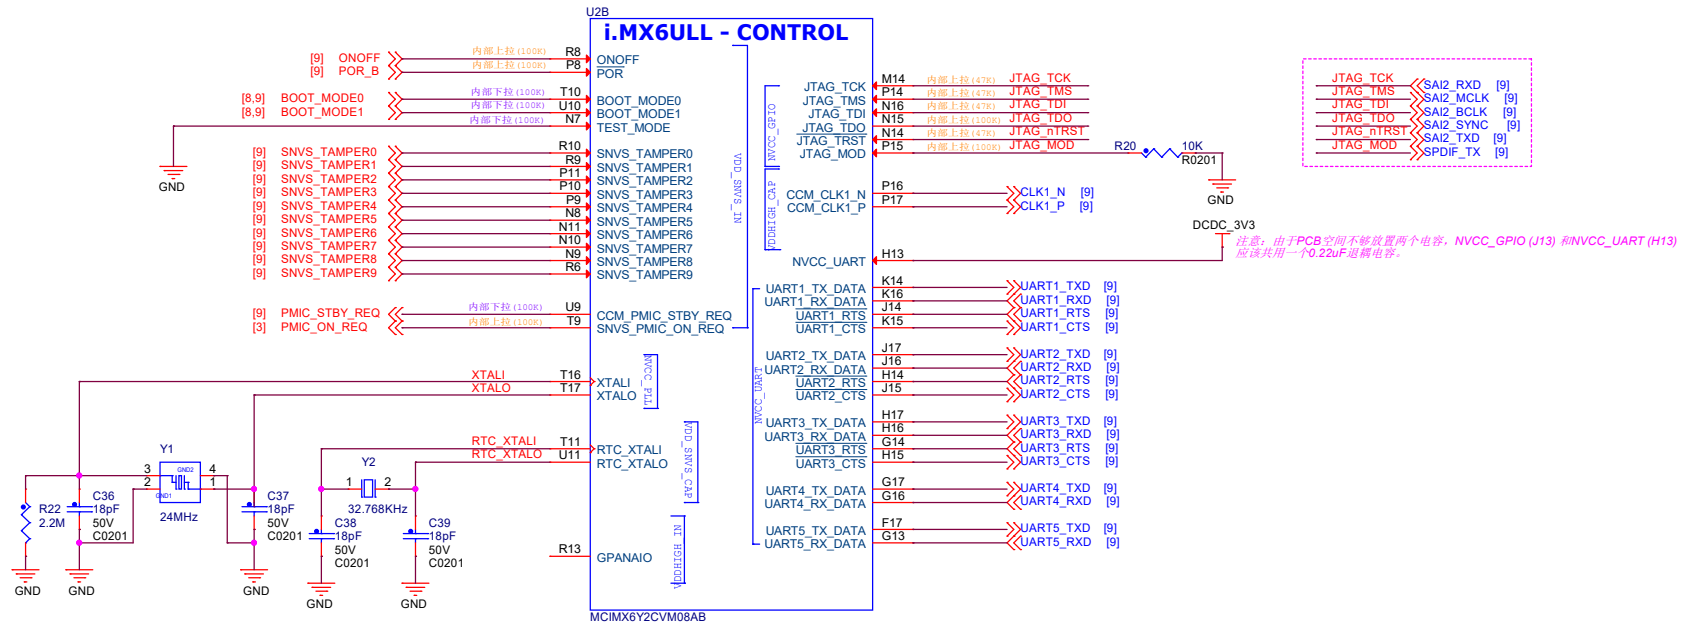 U2B
i.MX6ULL - CONTROL
[9] ONOFF 内部上拉(100K) R8 ONOFF
[9] POR_B 内部上拉(100K) P8 POR
[8,9] BOOT_MODE0 内部下拉(100K) T10 BOOT_MODE0
[8,9] BOOT_MODE1 内部下拉(100K) U10 BOOT_MODE1
内部下拉(100K) N7 TEST_MODE
GND
[9] SNVS_TAMPER0 R10 SNVS_TAMPER0
[9] SNVS_TAMPER1 R9 SNVS_TAMPER1
[9] SNVS_TAMPER2 P11 SNVS_TAMPER2
[9] SNVS_TAMPER3 P10 SNVS_TAMPER3
[9] SNVS_TAMPER4 P9 SNVS_TAMPER4
[9] SNVS_TAMPER5 N8 SNVS_TAMPER5
[9] SNVS_TAMPER6 N11 SNVS_TAMPER6
[9] SNVS_TAMPER7 N10 SNVS_TAMPER7
[9] SNVS_TAMPER8 N9 SNVS_TAMPER8
[9] SNVS_TAMPER9 R6 SNVS_TAMPER9
[9] PMIC_STBY_REQ 内部下拉(100K) U9 CCM_PMIC_STBY_REQ
[3] PMIC_ON_REQ 内部上拉(100K) T9 SNVS_PMIC_ON_REQ
VDD_SNVS_IN
XTALI T16 XTALI
XTALO T17 XTALO
NVCC_PLL
RTC_XTALI T11 RTC_XTALI
RTC_XTALO U11 RTC_XTALO
VDD_SNVS_CAP
R13 GPANAIO
VDDHIGH_IN
Y1
3 GND2 4
2 GND1 1
24MHz
R22
2.2M
C36
18pF
50V
C0201
C37
18pF
50V
C0201
Y2
1 2
32.768KHz
C38
18pF
50V
C0201
C39
18pF
50V
C0201
GND
GND
GND
GND
GND
JTAG_TCK M14 内部上拉(47K) JTAG_TCK
JTAG_TMS P14 内部上拉(47K) JTAG_TMS
JTAG_TDI N16 内部上拉(47K) JTAG_TDI
JTAG_TDO N15 内部上拉(100K) JTAG_TDO
JTAG_TRST N14 内部上拉(47K) JTAG_nTRST
JTAG_MOD P15 内部上拉(100K) JTAG_MOD
NVCC_GPIO
R20 10K
R0201
GND
CCM_CLK1_N P16 CLK1_N [9]
CCM_CLK1_P P17 CLK1_P [9]
VDDHIGH_CAP
DCDC_3V3
NVCC_UART H13
注意：由于PCB空间不够放置两个电容，NVCC_GPIO (J13) 和NVCC_UART (H13)
应该共用一个0.22uF退耦电容。
UART1_TX_DATA K14 UART1_TXD [9]
UART1_RX_DATA K16 UART1_RXD [9]
UART1_RTS J14 UART1_RTS [9]
UART1_CTS K15 UART1_CTS [9]
UART2_TX_DATA J17 UART2_TXD [9]
UART2_RX_DATA J16 UART2_RXD [9]
UART2_RTS H14 UART2_RTS [9]
UART2_CTS J15 UART2_CTS [9]
NVCC_UART
UART3_TX_DATA H17 UART3_TXD [9]
UART3_RX_DATA H16 UART3_RXD [9]
UART3_RTS G14 UART3_RTS [9]
UART3_CTS H15 UART3_CTS [9]
UART4_TX_DATA G17 UART4_TXD [9]
UART4_RX_DATA G16 UART4_RXD [9]
UART5_TX_DATA F17 UART5_TXD [9]
UART5_RX_DATA G13 UART5_RXD [9]
MCIMX6Y2CVM08AB
JTAG_TCK SAI2_RXD [9]
JTAG_TMS SAI2_MCLK [9]
JTAG_TDI SAI2_BCLK [9]
JTAG_TDO SAI2_SYNC [9]
JTAG_nTRST SAI2_TXD [9]
JTAG_MOD SPDIF_TX [9]